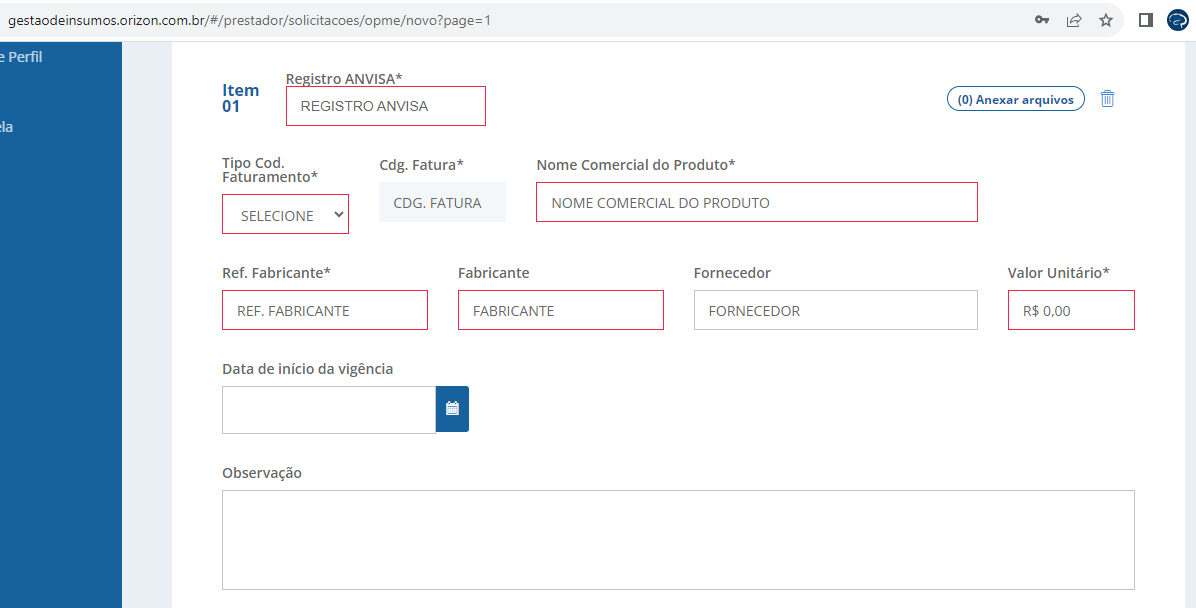 gestaodeinsumos.orizon.com.br/#/prestador/solicitacoes/opme/novo?page=1
e Perfil
ela
Item
01
Registro ANVISA*
REGISTRO ANVISA
(0) Anexar arquivos
Tipo Cod.
Faturamento*
Cdg. Fatura*
Nome Comercial do Produto*
SELECIONE
CDG. FATURA
NOME COMERCIAL DO PRODUTO
Ref. Fabricante*
Fabricante
Fornecedor
Valor Unitário*
REF. FABRICANTE
FABRICANTE
FORNECEDOR
R$ 0,00
Data de início da vigência
Observação